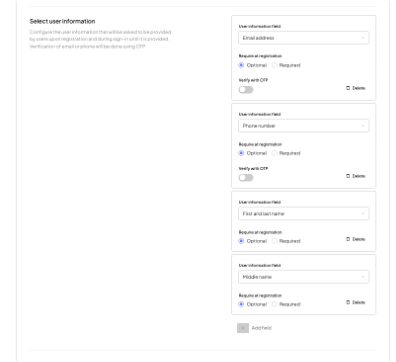 Select user information
Configure the user information that will be asked to be provided
by users upon registration and during sign in until it is provided
Verification of email or phone will be done using OTP
User information field
Email address
Require at registration
Optional Required
Verify with OTP
Delete
User information field
Phone number
Require at registration
Optional Required
Verify with OTP
Delete
User information field
First and last name
Require at registration
Optional Required
Delete
User information field
Middle name
Require at registration
Optional Required
Delete
Add field